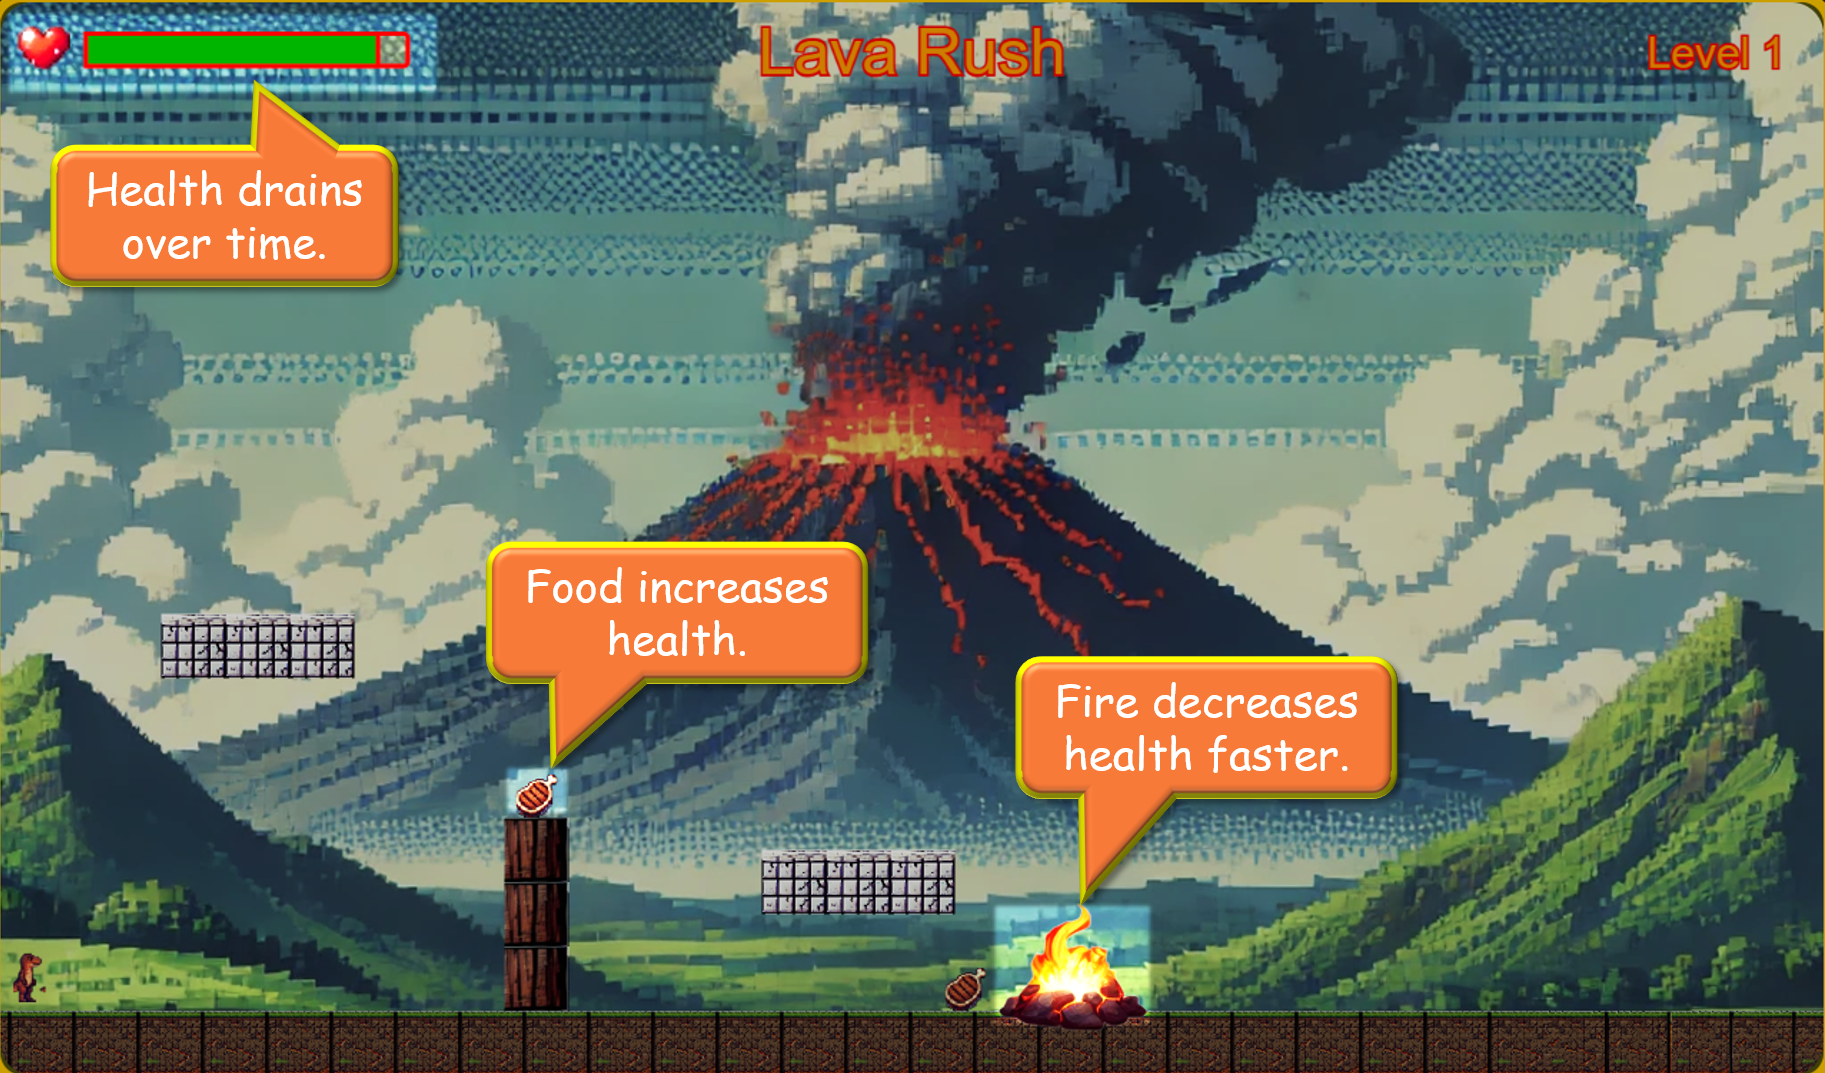 Lava Rush
Level 1
Health drains
over time.
Food increases
health.
Fire decreases
health faster.